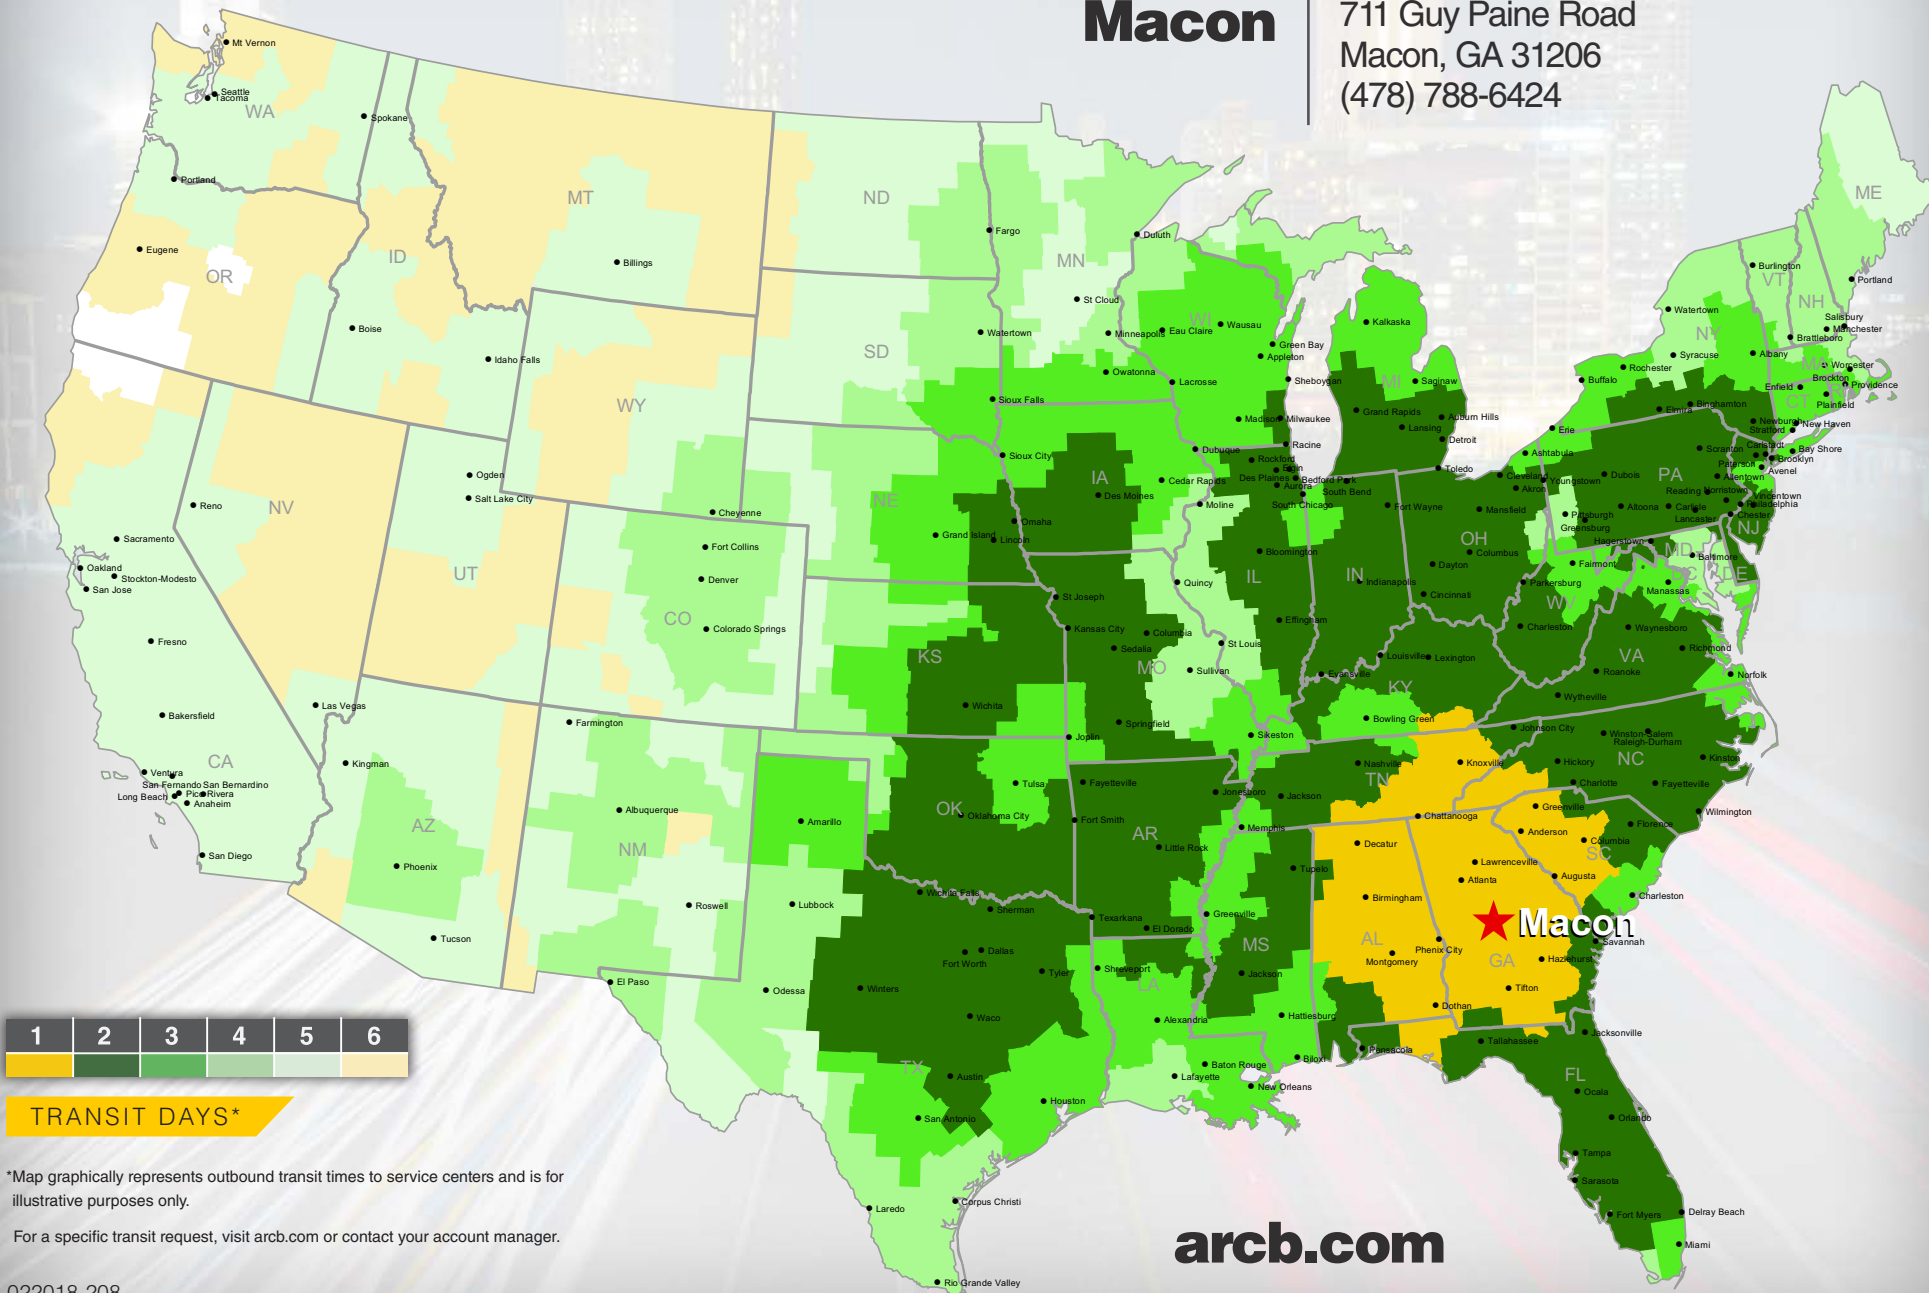 Macon
711 Guy Paine Road
Macon, GA 31206
(478) 788-6424
Mt Vernon
Seattle
Tacoma
WA
Spokane
Portland
MT
ND
ME
Eugene
OR
ID
Billings
Fargo
Duluth
MN
Burlington
VT
Portland
NH
Boise
Idaho Falls
SD
Watertown
St Cloud
Minneapolis
Eau Claire
WI
Wausau
Green Bay
Appleton
Kalkaska
Watertown
NY
Syracuse
Salisbury
Manchester
Brattleboro
Albany
WY
Owatonna
Lacrosse
Sheboygan
MI
Saginaw
Buffalo
Rochester
MA
Worcester
Brockton
Providence
Enfield
CT
Plainfield
Sioux Falls
Madison
Milwaukee
Grand Rapids
Lansing
Auburn Hills
Detroit
Erie
Elmira
Binghamton
Newburgh
Stratford
New Haven
Ogden
Salt Lake City
Reno
NV
Cheyenne
NE
Sioux City
IA
Des Moines
Cedar Rapids
Dubuque
Racine
Rockford
Elgin
Des Plaines
Bedford Park
Aurora
South Chicago
South Bend
Toledo
Ashtabula
Cleveland
Akron
Youngstown
Dubois
PA
Scranton
Carlstadt
Bay Shore
Brooklyn
Paterson
Avenel
Allentown
Reading
Norristown
Vincentown
Philadelphia
Chester
Moline
Fort Wayne
Mansfield
Pittsburgh
Greensburg
Altoona
Carlisle
Lancaster
NJ
Sacramento
Oakland
Stockton-Modesto
San Jose
UT
Fort Collins
Denver
Grand Island
Omaha
Lincoln
Bloomington
IL
IN
Indianapolis
OH
Columbus
Dayton
Cincinnati
Hagerstown
MD
Baltimore
DE
Fairmont
Parkersburg
WV
Manassas
Fresno
CO
Colorado Springs
KS
St Joseph
Kansas City
Columbia
Sedalia
MO
Quincy
St Louis
Sullivan
Effingham
Evansville
Louisville
Lexington
KY
Charleston
Waynesboro
VA
Richmond
Roanoke
Norfolk
Wytheville
Bakersfield
Las Vegas
Farmington
Wichita
Joplin
Springfield
Sikeston
Bowling Green
Johnson City
Winston-Salem
Raleigh-Durham
NC
Kinston
CA
Ventura
San Fernando
San Bernardino
Long Beach
Pico Rivera
Anaheim
San Diego
Kingman
AZ
Phoenix
Tucson
Albuquerque
NM
Roswell
Amarillo
Lubbock
OK
Tulsa
Oklahoma City
Fayetteville
Fort Smith
AR
Little Rock
Jonesboro
Memphis
Jackson
Nashville
TN
Knoxville
Chattanooga
Hickory
Charlotte
Fayetteville
Wilmington
Greenville
Anderson
Florence
Columbia
SC
Decatur
Tupelo
Lawrenceville
Atlanta
Augusta
Charleston
Birmingham
Macon
Savannah
AL
Montgomery
Phenix City
GA
Hazlehurst
Tifton
Dothan
Wichita Falls
Sherman
Texarkana
El Dorado
Greenville
MS
Jackson
Dallas
Fort Worth
Tyler
Shreveport
LA
El Paso
Odessa
Winters
Waco
Alexandria
Hattiesburg
Biloxi
Pensacola
Tallahassee
Jacksonville
TX
Austin
San Antonio
Houston
Lafayette
Baton Rouge
New Orleans
FL
Ocala
Orlando
Tampa
Sarasota
Fort Myers
Delray Beach
Miami
Laredo
Corpus Christi
Rio Grande Valley
1 2 3 4 5 6
TRANSIT DAYS*
*Map graphically represents outbound transit times to service centers and is for
illustrative purposes only.
For a specific transit request, visit arcb.com or contact your account manager.
arcb.com
022018-208